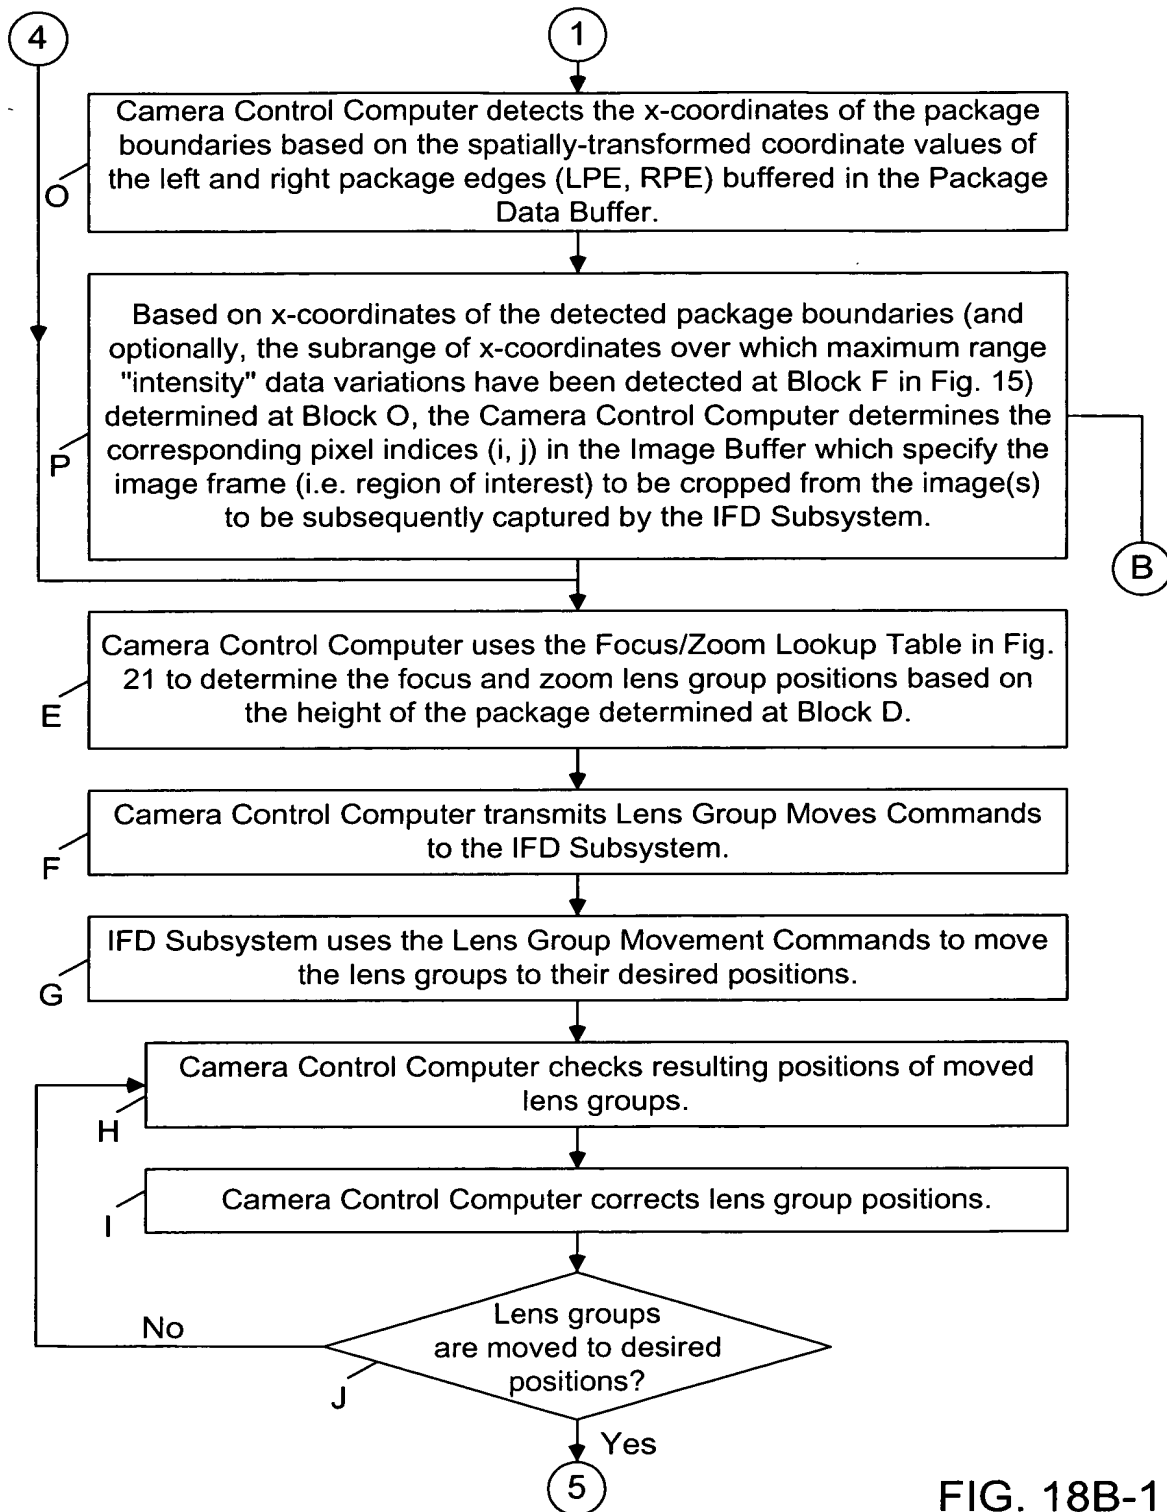 4
1
Camera Control Computer detects the x-coordinates of the package
boundaries based on the spatially-transformed coordinate values of
the left and right package edges (LPE, RPE) buffered in the Package
Data Buffer.
O
Based on x-coordinates of the detected package boundaries (and
optionally, the subrange of x-coordinates over which maximum range
"intensity" data variations have been detected at Block F in Fig. 15)
determined at Block O, the Camera Control Computer determines the
corresponding pixel indices (i, j) in the Image Buffer which specify the
image frame (i.e. region of interest) to be cropped from the image(s)
to be subsequently captured by the IFD Subsystem.
P
B
Camera Control Computer uses the Focus/Zoom Lookup Table in Fig.
21 to determine the focus and zoom lens group positions based on
the height of the package determined at Block D.
E
Camera Control Computer transmits Lens Group Moves Commands
to the IFD Subsystem.
F
IFD Subsystem uses the Lens Group Movement Commands to move
the lens groups to their desired positions.
G
Camera Control Computer checks resulting positions of moved
lens groups.
H
Camera Control Computer corrects lens group positions.
I
Lens groups
are moved to desired
positions?
No
J
Yes
5
FIG. 18B-1